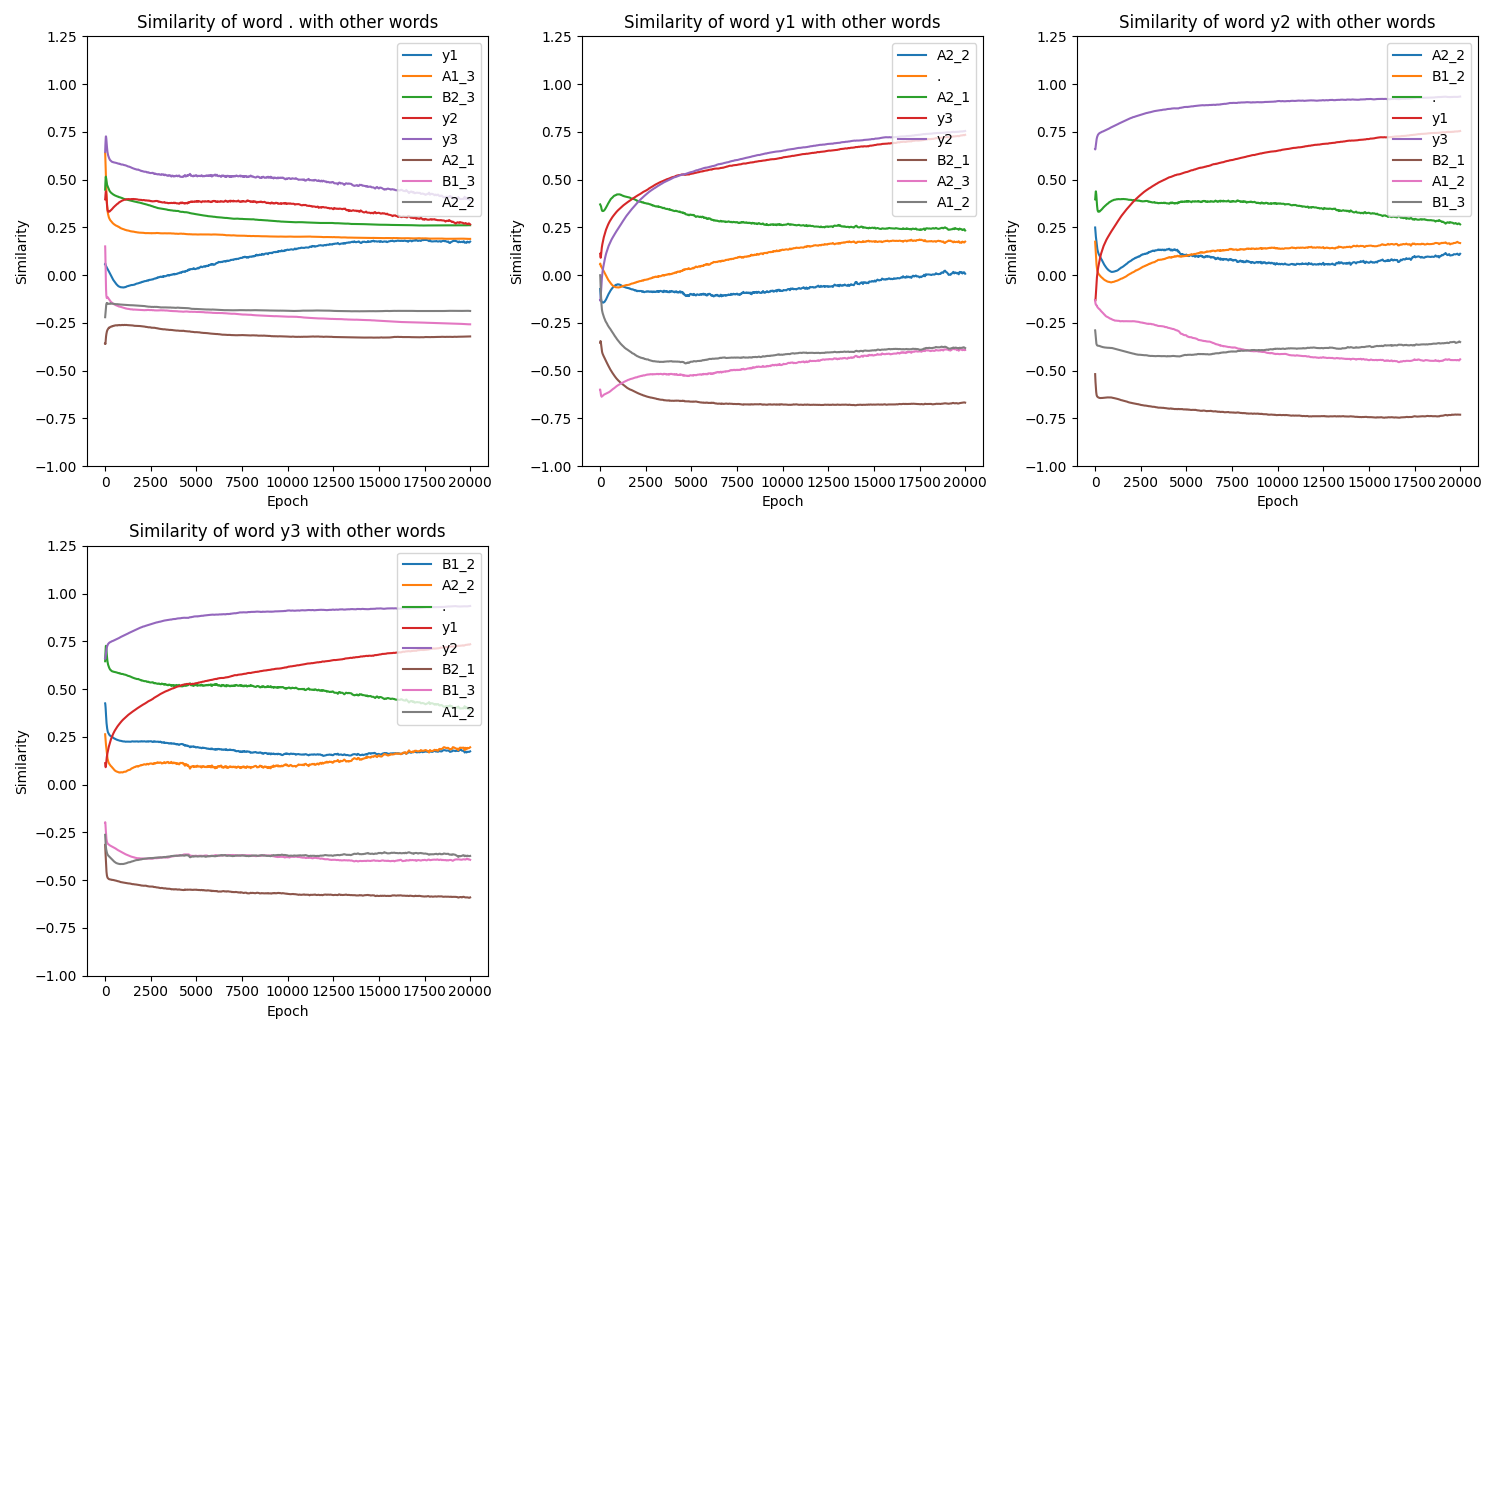 Similarity of word . with other words
1.25
1.00
0.75
0.50
0.25
0.00
−0.25
−0.50
−0.75
−1.00
Similarity
0 2500 5000 7500 10000 12500 15000 17500 20000
Epoch
y1
A1_3
B2_3
y2
y3
A2_1
B1_3
A2_2
Similarity of word y1 with other words
1.25
1.00
0.75
0.50
0.25
0.00
−0.25
−0.50
−0.75
−1.00
Similarity
0 2500 5000 7500 10000 12500 15000 17500 20000
Epoch
A2_2
.
A2_1
y3
y2
B2_1
A2_3
A1_2
Similarity of word y2 with other words
1.25
1.00
0.75
0.50
0.25
0.00
−0.25
−0.50
−0.75
−1.00
Similarity
0 2500 5000 7500 10000 12500 15000 17500 20000
Epoch
A2_2
B1_2
.
y1
y3
B2_1
A1_2
B1_3
Similarity of word y3 with other words
1.25
1.00
0.75
0.50
0.25
0.00
−0.25
−0.50
−0.75
−1.00
Similarity
0 2500 5000 7500 10000 12500 15000 17500 20000
Epoch
B1_2
A2_2
.
y1
y2
B2_1
B1_3
A1_2